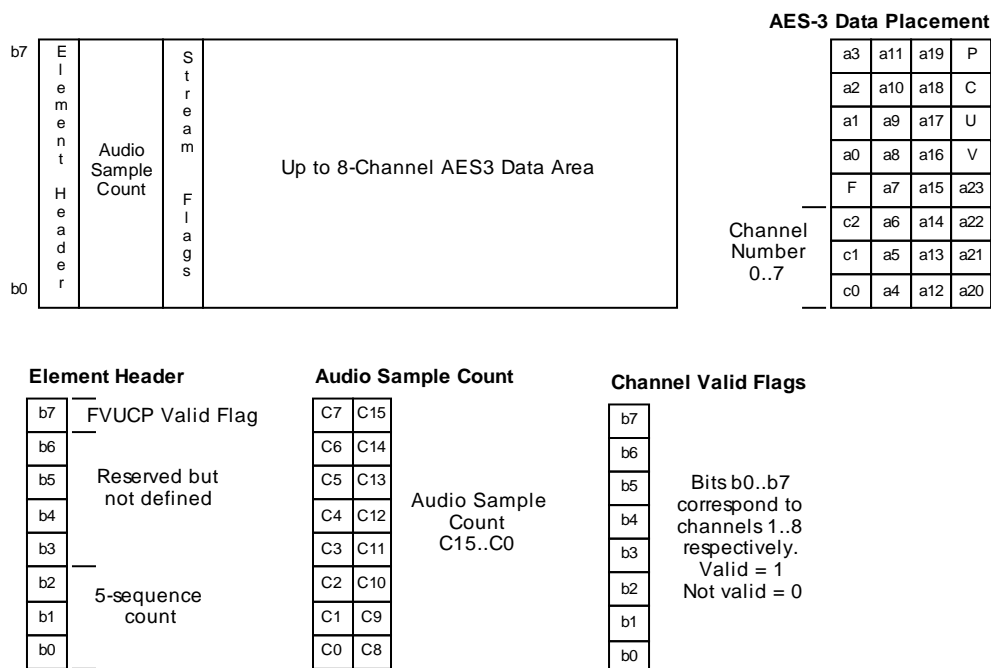 AES-3 Data Placement
b7
b0
Element Header
Audio
Sample
Count
Stream Flags
Up to 8-Channel AES3 Data Area
a3 a11 a19 P
a2 a10 a18 C
a1 a9 a17 U
a0 a8 a16 V
F a7 a15 a23
c2 a6 a14 a22
c1 a5 a13 a21
c0 a4 a12 a20
Channel
Number
0..7
Element Header
b7
b6
b5
b4
b3
b2
b1
b0
FVUCP Valid Flag
Reserved but
not defined
5-sequence
count
Audio Sample Count
C7 C15
C6 C14
C5 C13
C4 C12
C3 C11
C2 C10
C1 C9
C0 C8
Audio Sample
Count
C15..C0
Channel Valid Flags
b7
b6
b5
b4
b3
b2
b1
b0
Bits b0..b7
correspond to
channels 1..8
respectively.
Valid = 1
Not valid = 0